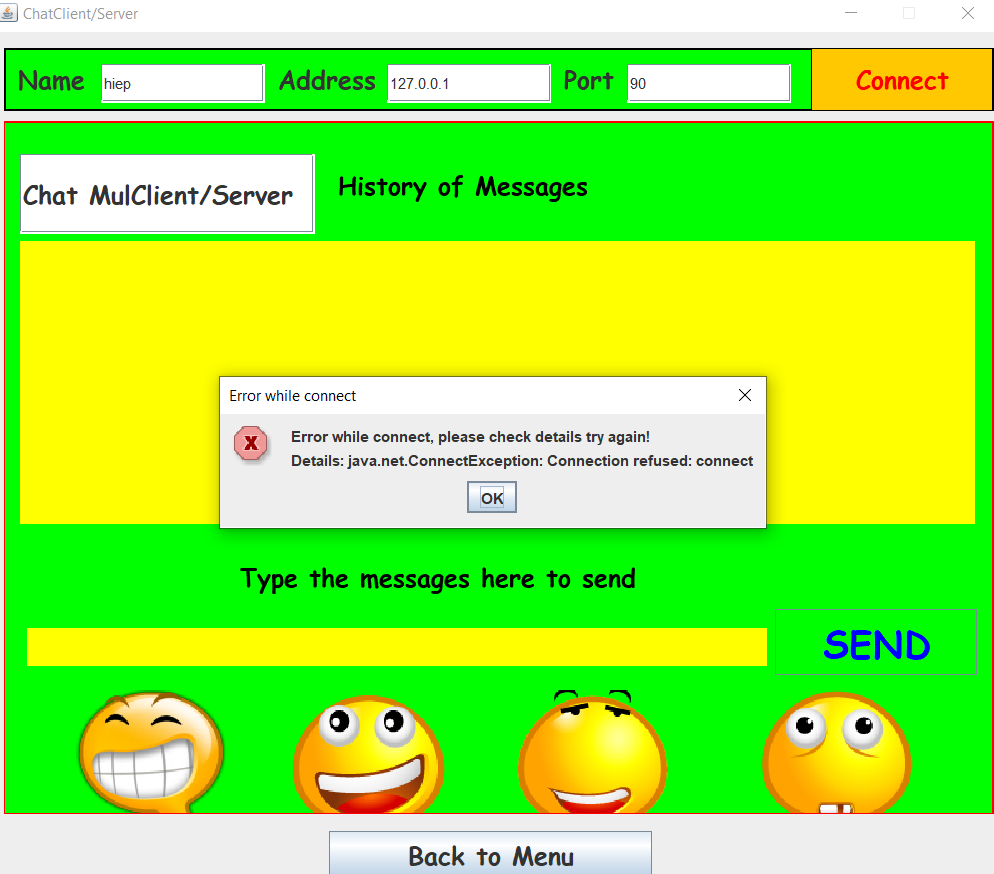 ChatClient/Server
Name hiep Address 127.0.0.1 Port 90 Connect
Chat MulClient/Server
History of Messages
Error while connect
X
Error while connect, please check details try again!
Details: java.net.ConnectException: Connection refused: connect
OK
Type the messages here to send
SEND
Back to Menu